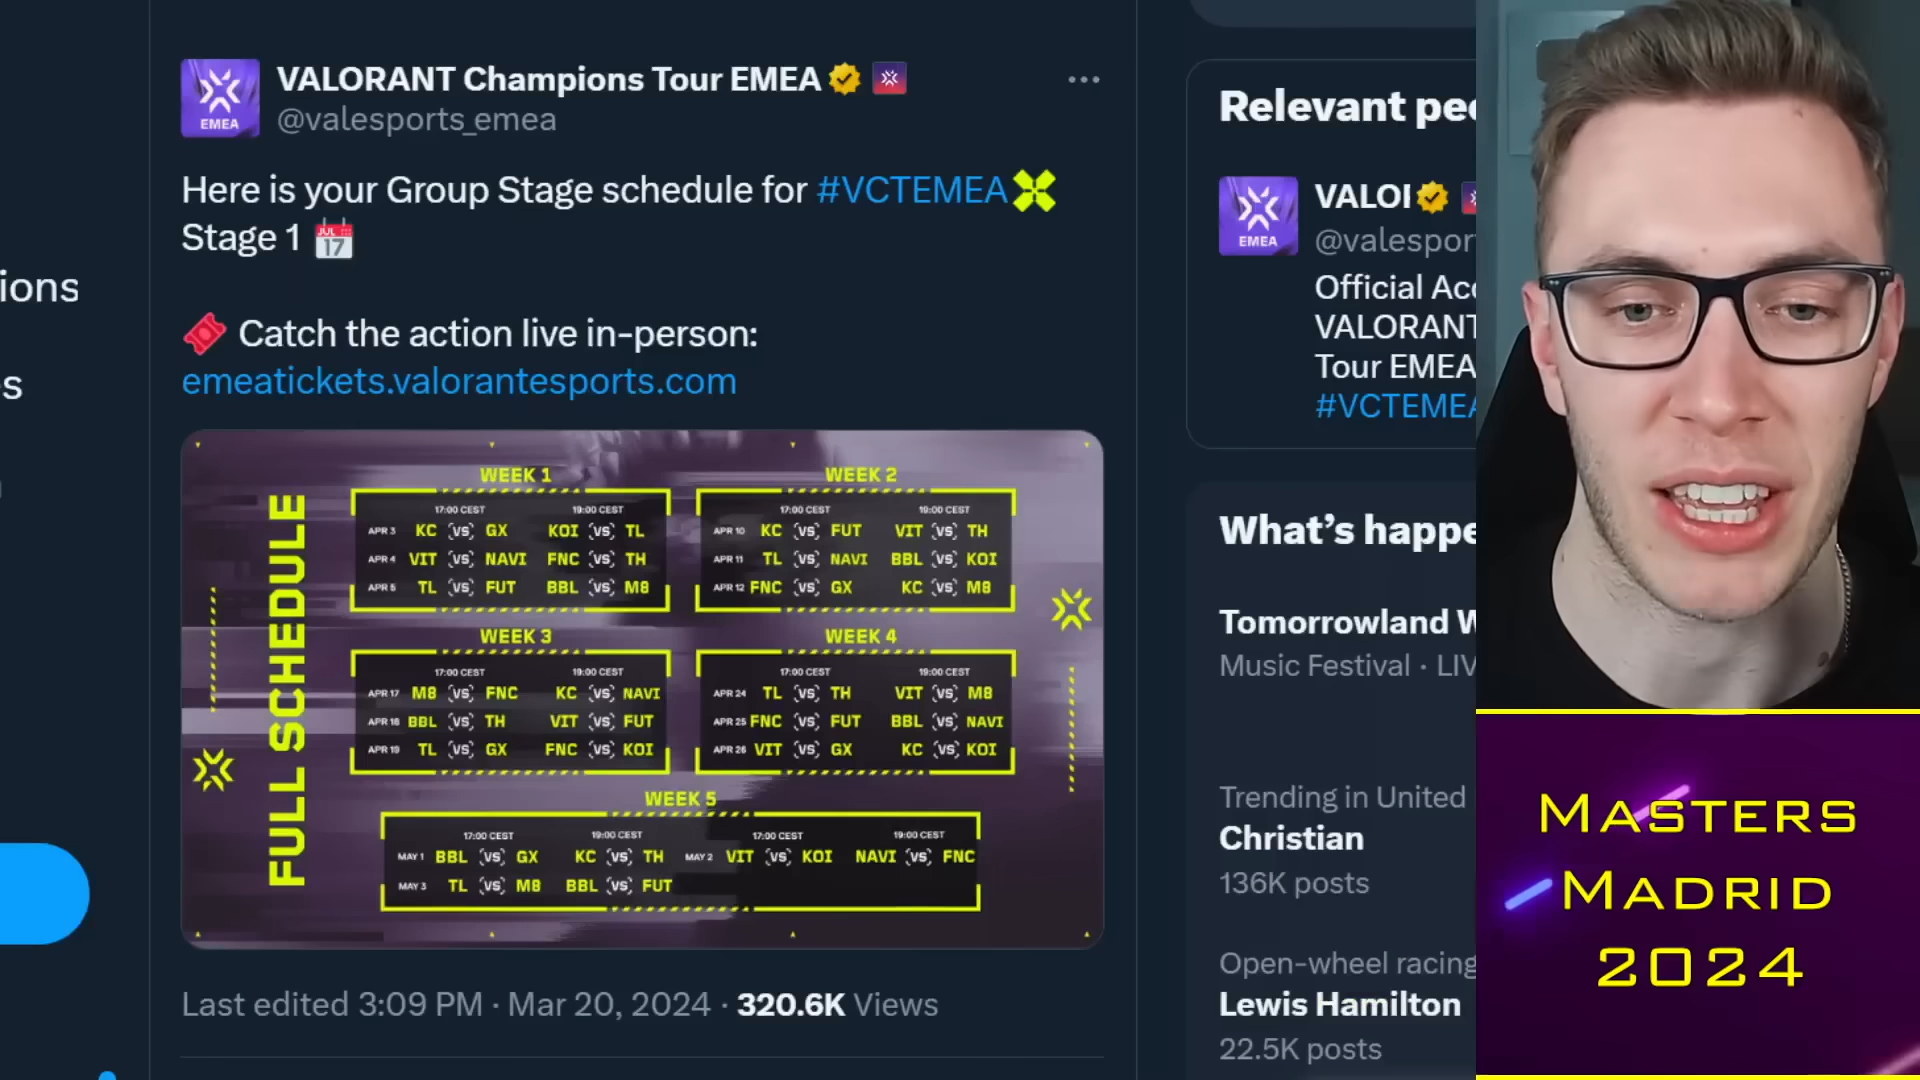 ions
s
VALORANT Champions Tour EMEA
@valesports_emea
EMEA
Here is your Group Stage schedule for #VCTEMEA
Stage 1
JUL
17
Catch the action live in-person:
emeatickets.valorantesports.com
FULL SCHEDULE
WEEK 1
17:00 CEST 19:00 CEST
APR 3 KC VS GX KOI VS TL
APR 4 VIT VS NAVI FNC VS TH
APR 5 TL VS FUT BBL VS M8
WEEK 2
17:00 CEST 19:00 CEST
APR 10 KC VS FUT VIT VS TH
APR 11 TL VS NAVI BBL VS KOI
APR 12 FNC VS GX KC VS M8
WEEK 3
17:00 CEST 19:00 CEST
APR 17 M8 VS FNC KC VS NAVI
APR 18 BBL VS TH VIT VS FUT
APR 19 TL VS GX FNC VS KOI
WEEK 4
17:00 CEST 19:00 CEST
APR 24 TL VS TH VIT VS M8
APR 25 FNC VS FUT BBL VS NAVI
APR 26 VIT VS GX KC VS KOI
WEEK 5
17:00 CEST 19:00 CEST 17:00 CEST 19:00 CEST
MAY 1 BBL VS GX KC VS TH MAY 2 VIT VS KOI NAVI VS FNC
MAY 3 TL VS M8 BBL VS FUT
Last edited 3:09 PM · Mar 20, 2024 · 320.6K Views
Relevant pe
VALO
@valespor
EMEA
Official Acc
VALORANT
Tour EMEA
#VCTEMEA
What's happe
Tomorrowland W
Music Festival · LIV
Trending in United
Christian
136K posts
Open-wheel racing
Lewis Hamilton
22.5K posts
MASTERS
MADRID
2024